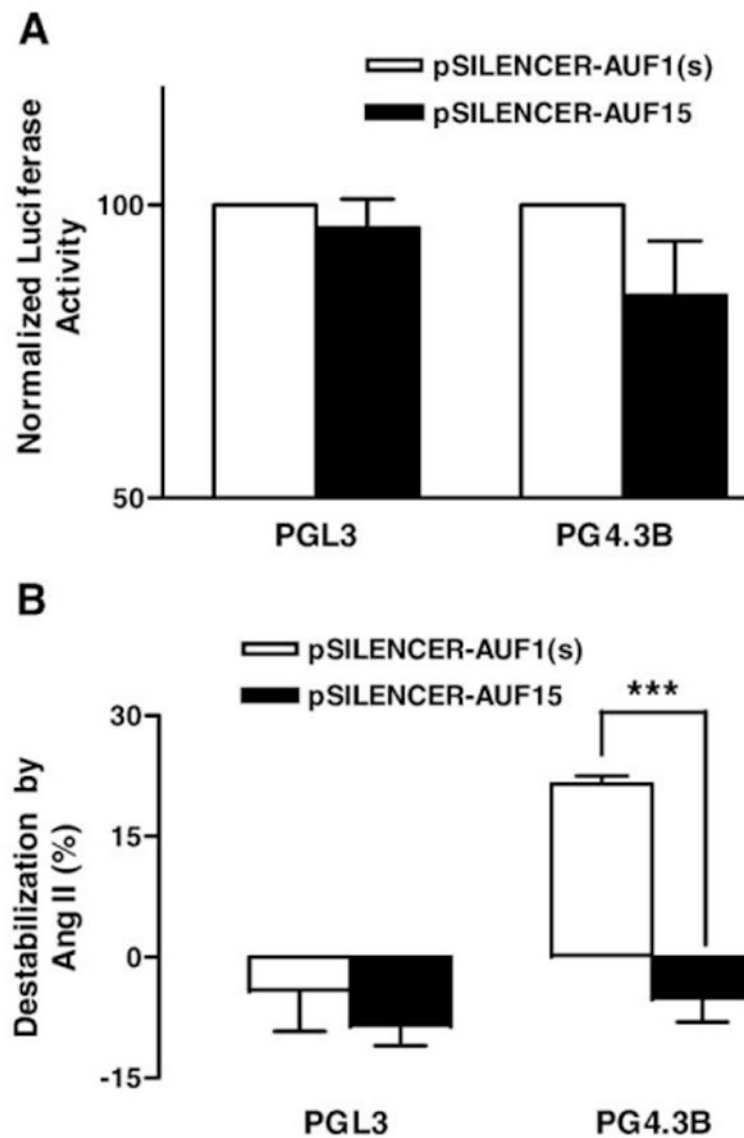 A
pSILENCER-AUF1(s)
pSILENCER-AUF15
Normalized Luciferase
Activity
100
50
PGL3
PG4.3B
B
pSILENCER-AUF1(s)
pSILENCER-AUF15
***
Destabilization by
Ang II (%)
30
15
0
-15
PGL3
PG4.3B